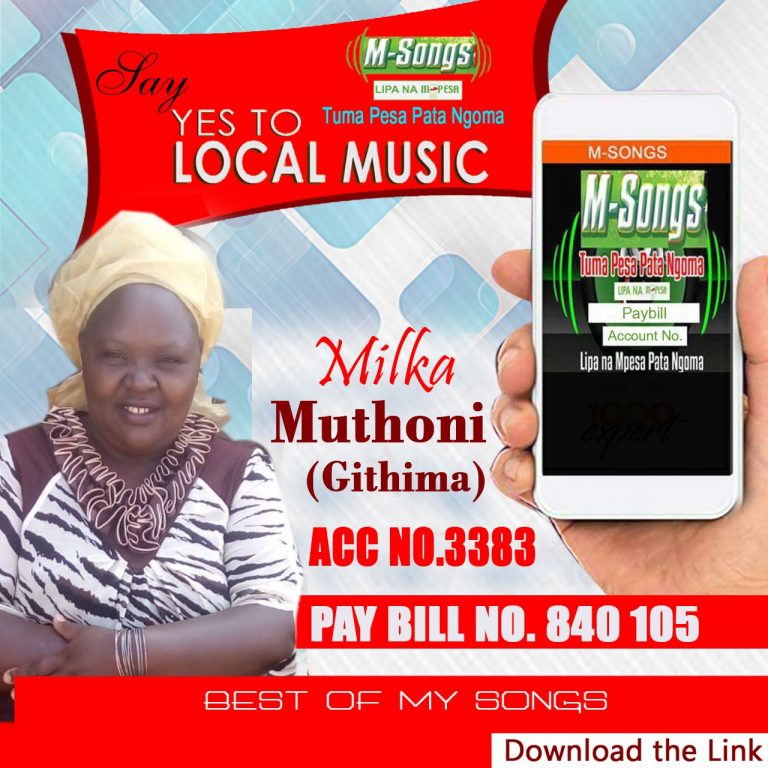 Say
YES TO
LOCAL MUSIC
M-Songs
LIPA NA M-PESA
Tuma Pesa Pata Ngoma
M-SONGS
M-Songs
Tuma Pesa Pata Ngoma
LIPA NA M-PESA
Paybill
Account No.
Lipa na Mpesa Pata Ngoma
expert
Milka
Muthoni
(Githima)
ACC NO.3383
PAY BILL NO. 840 105
BEST OF MY SONGS
Download the Link